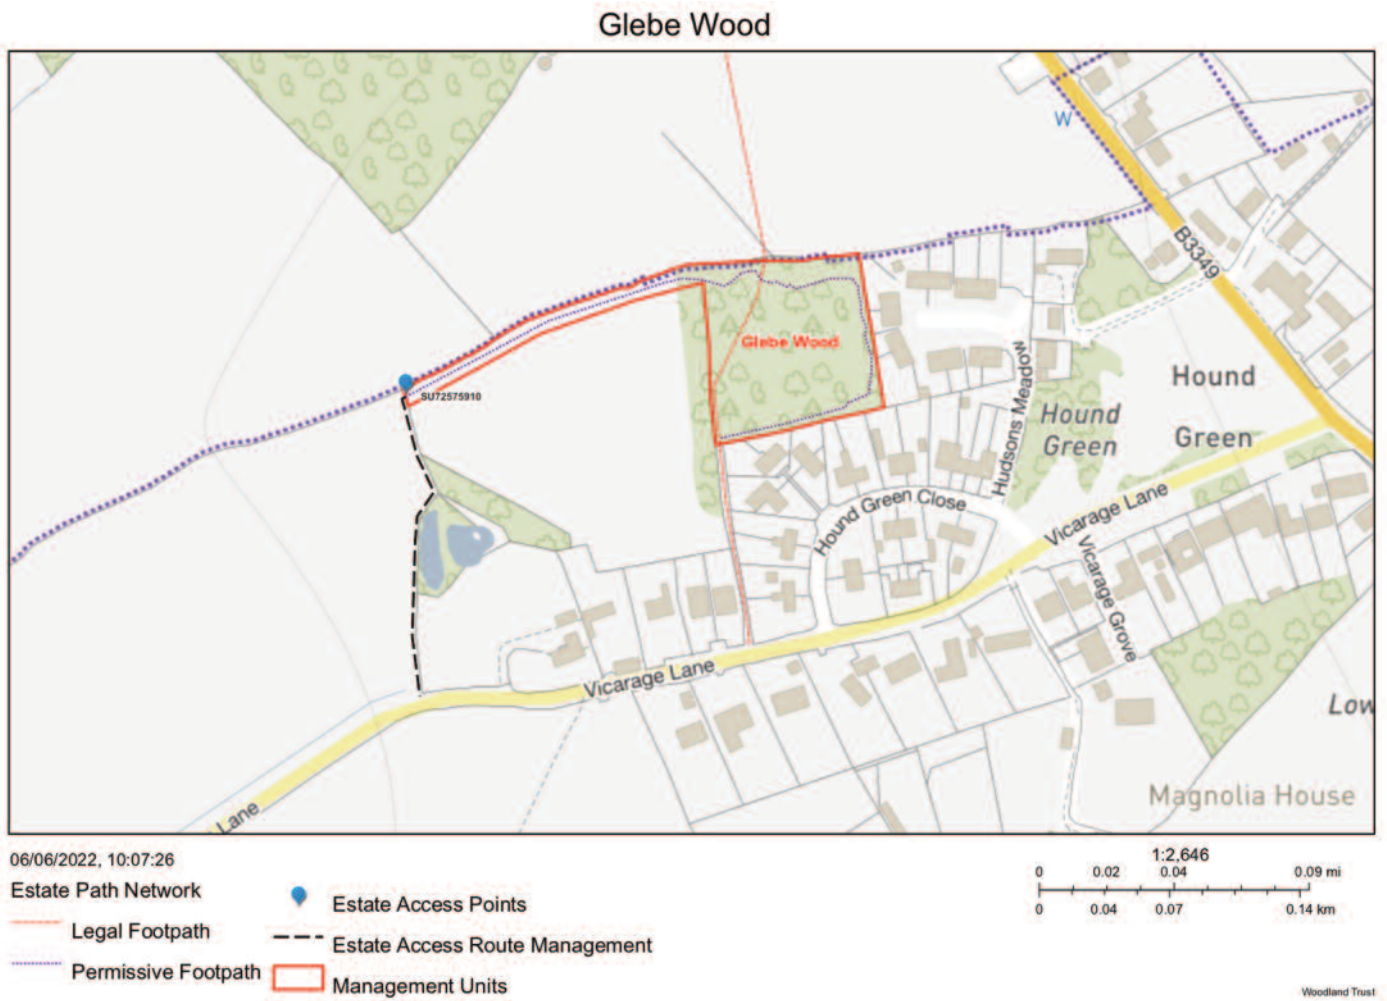 Glebe Wood
W
B3349
Glebe Wood
SU72575910
Hudsons Meadow
Hound
Green
Hound
Green
Hound Green Close
Vicarage Lane
Vicarage Grove
Vicarage Lane
Low
Magnolia House
Lane
06/06/2022, 10:07:26
Estate Path Network
Legal Footpath
Permissive Footpath
Estate Access Points
Estate Access Route Management
Management Units
1:2,646
0 0.02 0.04 0.09 mi
0 0.04 0.07 0.14 km
Woodland Trust